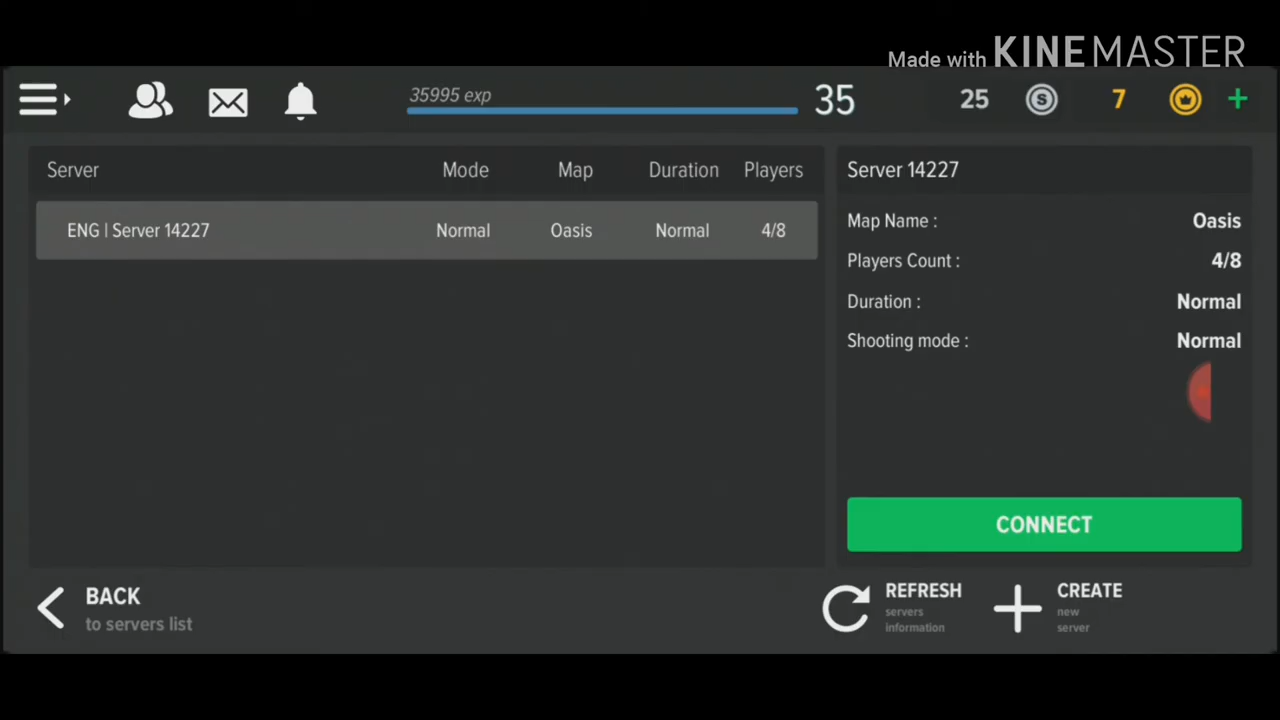 Made with KINEMASTER
35995 exp
35
25
S
7
+
Server Mode Map Duration Players
ENG | Server 14227 Normal Oasis Normal 4/8
Server 14227
Map Name : Oasis
Players Count : 4/8
Duration : Normal
Shooting mode : Normal
CONNECT
BACK
to servers list
REFRESH
servers
information
CREATE
new
server